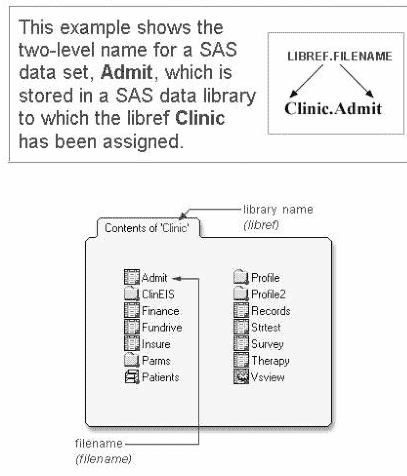 This example shows the
two-level name for a SAS
data set, Admit, which is
stored in a SAS data library
to which the libref Clinic
has been assigned.
LIBREF.FILENAME
Clinic.Admit
library name
(libref)
Contents of 'Clinic'
Admit
ClinEIS
Finance
Fundrive
Insure
Parms
Patients
Profile
Profile2
Records
Strtest
Survey
Therapy
Vsview
filename
(filename)